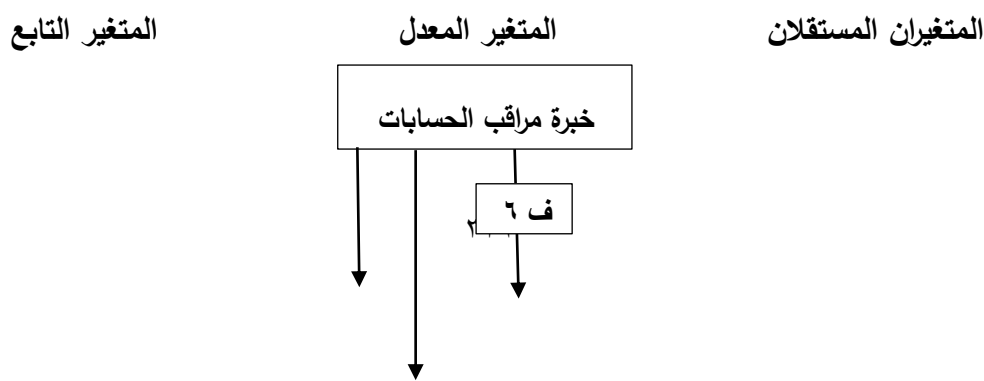 المتغيران المستقلان المتغير المعدل المتغير التابع
خبرة مراقب الحسابات
ف ٦